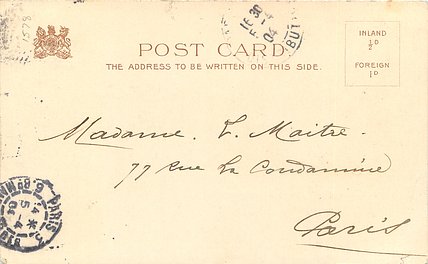 POST CARD
THE ADDRESS TO BE WRITTEN ON THIS SIDE.
INLAND
½D
FOREIGN
1D
Madame. L. Maitre.
77 Rue La Condamine
Paris
PARIS